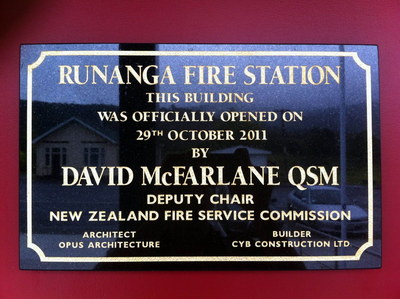 RUNANGA FIRE STATION
THIS BUILDING
WAS OFFICIALLY OPENED ON
29TH OCTOBER 2011
BY
DAVID McFARLANE QSM
DEPUTY CHAIR
NEW ZEALAND FIRE SERVICE COMMISSION
ARCHITECT
OPUS ARCHITECTURE
BUILDER
CYB CONSTRUCTION LTD